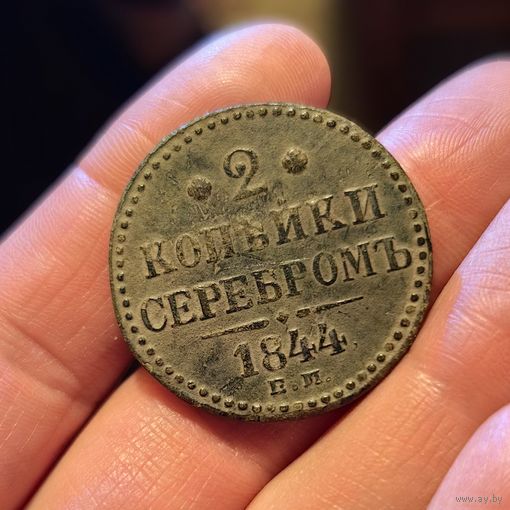 • 2 •
КОПѢЙКИ
СЕРЕБРОМЪ
1844
Е.М.
www.ay.by